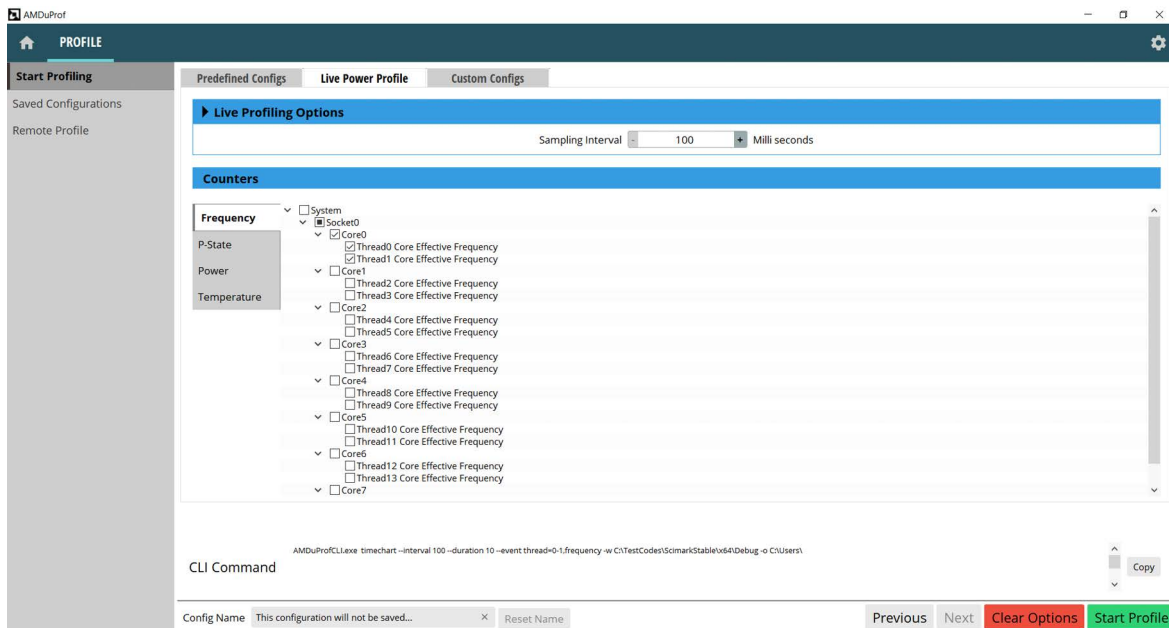 AMDuProf
PROFILE
Start Profiling
Saved Configurations
Remote Profile
Predefined Configs
Live Power Profile
Custom Configs
Live Profiling Options
Sampling Interval - 100 + Milli seconds
Counters
Frequency
P-State
Power
Temperature
System
Socket0
Core0
Thread0 Core Effective Frequency
Thread1 Core Effective Frequency
Core1
Thread2 Core Effective Frequency
Thread3 Core Effective Frequency
Core2
Thread4 Core Effective Frequency
Thread5 Core Effective Frequency
Core3
Thread6 Core Effective Frequency
Thread7 Core Effective Frequency
Core4
Thread8 Core Effective Frequency
Thread9 Core Effective Frequency
Core5
Thread10 Core Effective Frequency
Thread11 Core Effective Frequency
Core6
Thread12 Core Effective Frequency
Thread13 Core Effective Frequency
Core7
CLI Command
AMDuProfCLI.exe timechart --interval 100 --duration 10 --event thread=0-1,frequency -w C:\TestCodes\ScimarkStable\x64\Debug -o C:\Users\
Copy
Config Name This configuration will not be saved... Reset Name
Previous Next Clear Options Start Profile